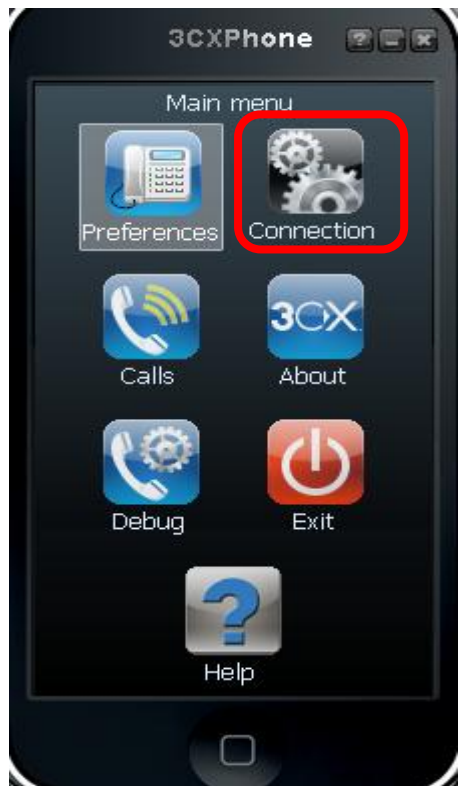 3CXPhone
Main menu
Preferences
Connection
3CX
Calls
About
Debug
Exit
?
Help